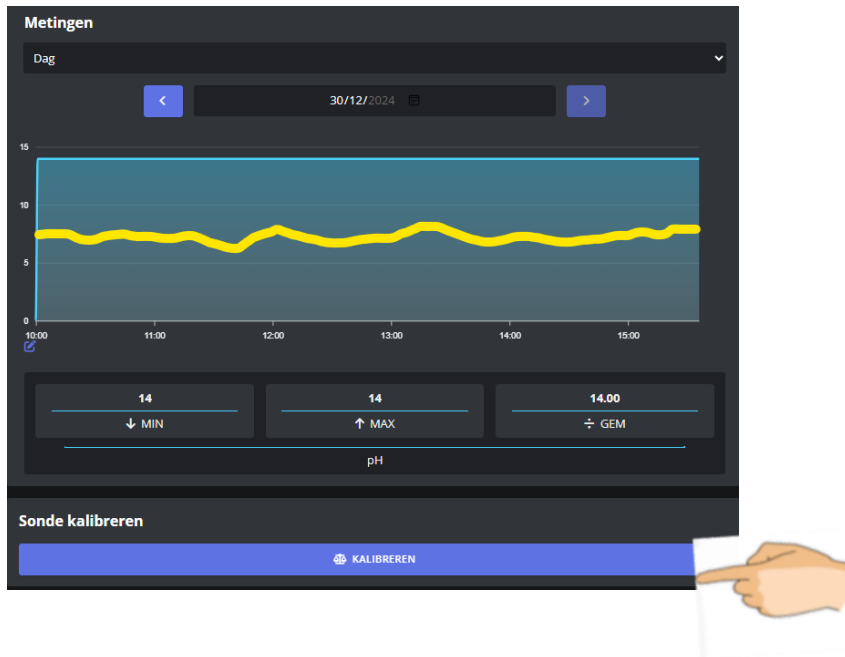 Metingen
Dag
30/12/2024
15
10
5
0
10:00 11:00 12:00 13:00 14:00 15:00
14 14 14.00
MIN MAX GEM
pH
Sonde kalibreren
KALIBREREN